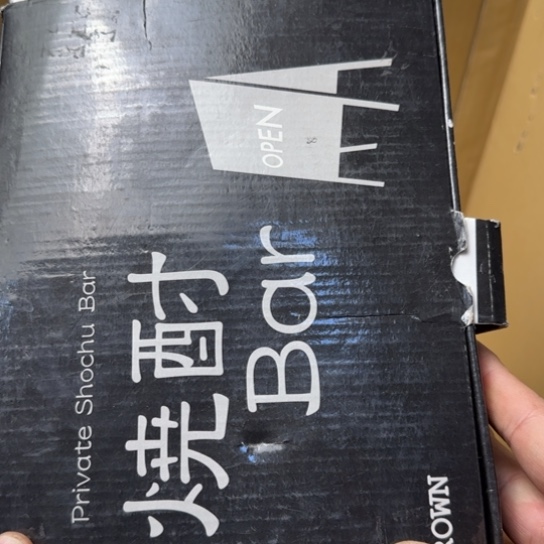 Private Shochu Bar
焼酎
Bar
OPEN